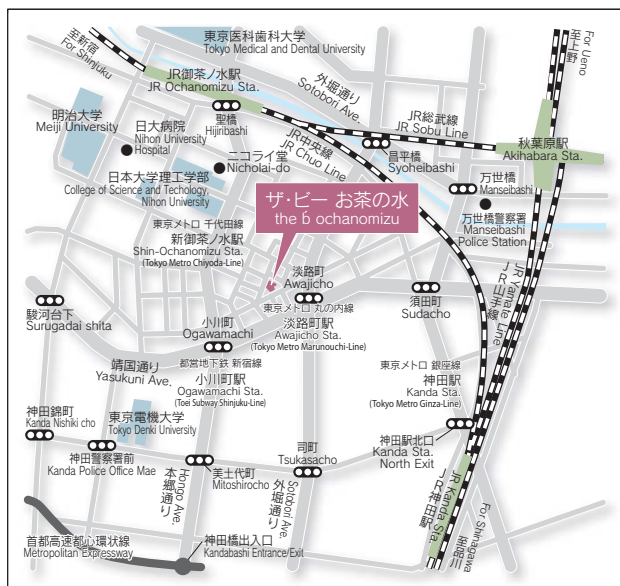 至新宿
For Shinjuku
東京医科歯科大学
Tokyo Medical and Dental University
至上野
For Ueno
JR御茶ノ水駅
JR Ochanomizu Sta.
外堀通り
Sotobori Ave.
聖橋
Hijiribashi
JR総武線
JR Sobu Line
明治大学
Meiji University
日大病院
Nihon University
Hospital
ニコライ堂
Nicholai-do
JR中央線
JR Chuo Line
昌平橋
Syoheibashi
秋葉原駅
Akihabara Sta.
万世橋
Manseibashi
日本大学理工学部
College of Science and Techology,
Nihon University
ザ・ビー お茶の水
the b ochanomizu
万世橋警察署
Manseibashi
Police Station
東京メトロ 千代田線
新御茶ノ水駅
Shin-Ochanomizu Sta.
(Tokyo Metro Chiyoda-Line)
淡路町
Awajicho
JR Yamate Line
JR山手線
駿河台下
Surugadai shita
小川町
Ogawamachi
東京メトロ 丸の内線
淡路町駅
Awajicho Sta.
(Tokyo Metro Marunouchi-Line)
須田町
Sudacho
靖国通り
Yasukuni Ave.
都営地下鉄 新宿線
小川町駅
Ogawamachi Sta.
(Toei Subway Shinjuku-Line)
東京メトロ 銀座線
神田駅
Kanda Sta.
(Tokyo Metro Ginza-Line)
神田錦町
Kanda Nishiki cho
東京電機大学
Tokyo Denki University
神田駅北口
Kanda Sta.
North Exit
神田警察署前
Kanda Police Office Mae
本郷通り
Hongo Ave.
美土代町
Mitoshirocho
司町
Tsukasacho
外堀通り
Sotobori Ave.
JR Kanda Sta.
JR神田駅
For Shinagawa
至品川
首都高速都心環状線
Metropolitan Expressway
神田橋出入口
Kandabashi Entrance/Exit